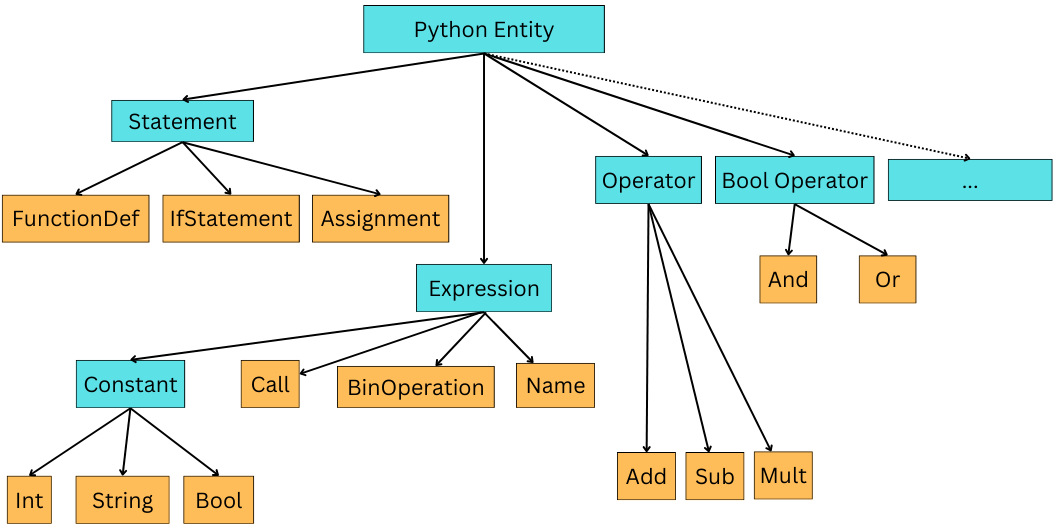 Python Entity
Statement
Operator
Bool Operator
...
FunctionDef
IfStatement
Assignment
Expression
And
Or
Constant
Call
BinOperation
Name
Add
Sub
Mult
Int
String
Bool